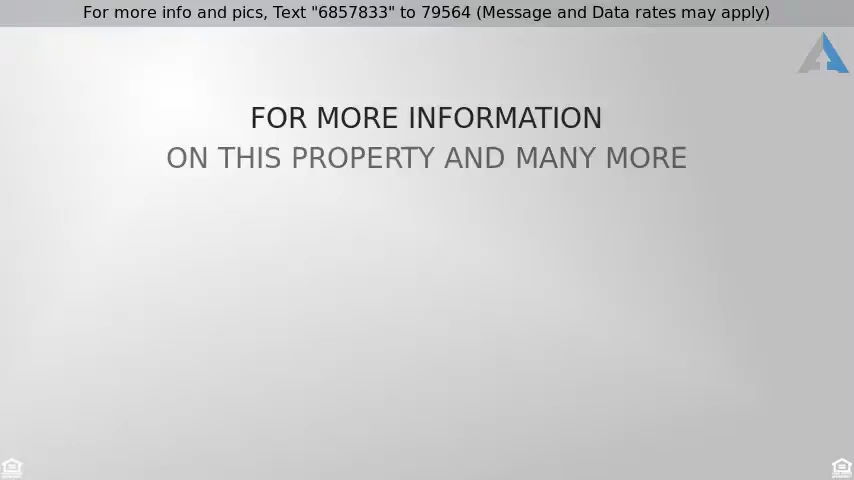 For more info and pics, Text "6857833" to 79564 (Message and Data rates may apply)
FOR MORE INFORMATION
ON THIS PROPERTY AND MANY MORE